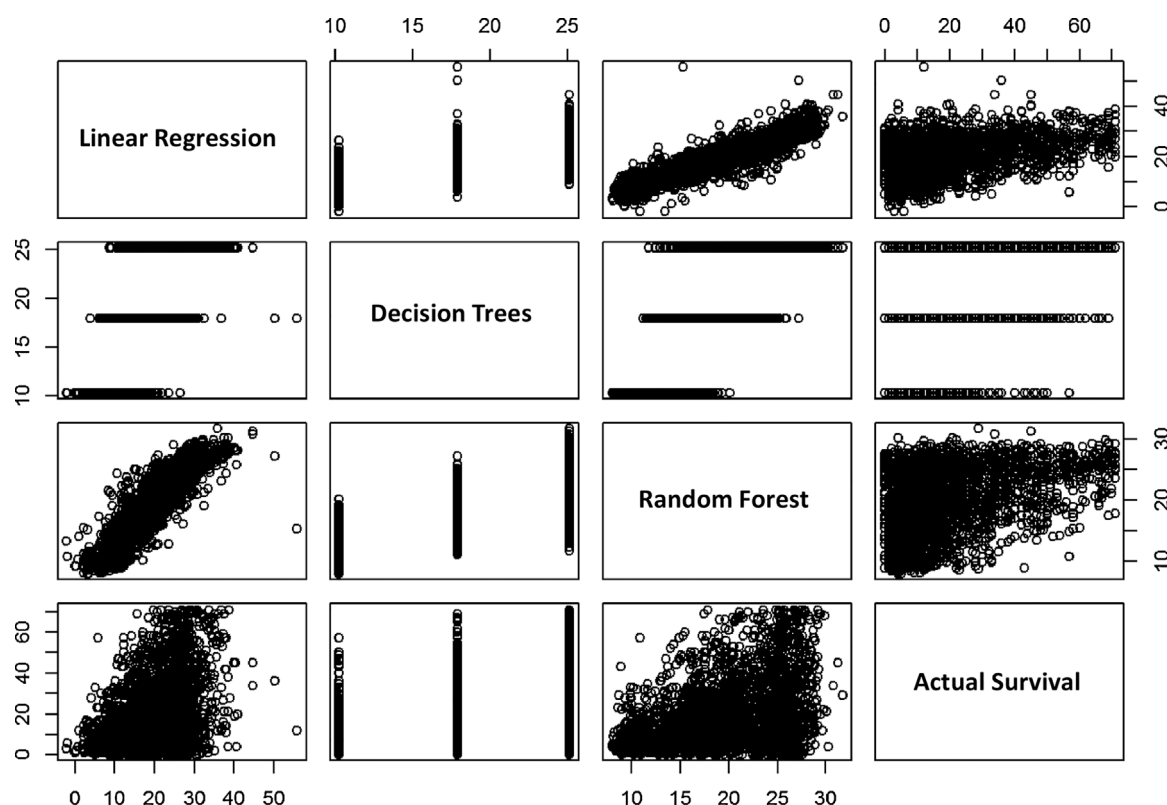 10 15 20 25
0 20 40 60
Linear Regression
0 20 40
10 15 20 25
Decision Trees
Random Forest
10 20 30
0 20 40 60
Actual Survival
0 10 20 30 40 50
10 15 20 25 30